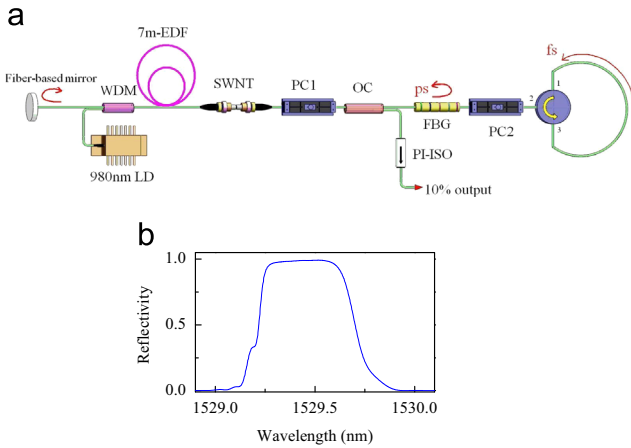 a
7m-EDF
fs
Fiber-based mirror
WDM
SWNT
PC1
OC
ps
1
2
3
FBG
PC2
980nm LD
PI-ISO
10% output
b
1.0
0.5
0.0
Reflectivity
1529.0
1529.5
1530.0
Wavelength (nm)